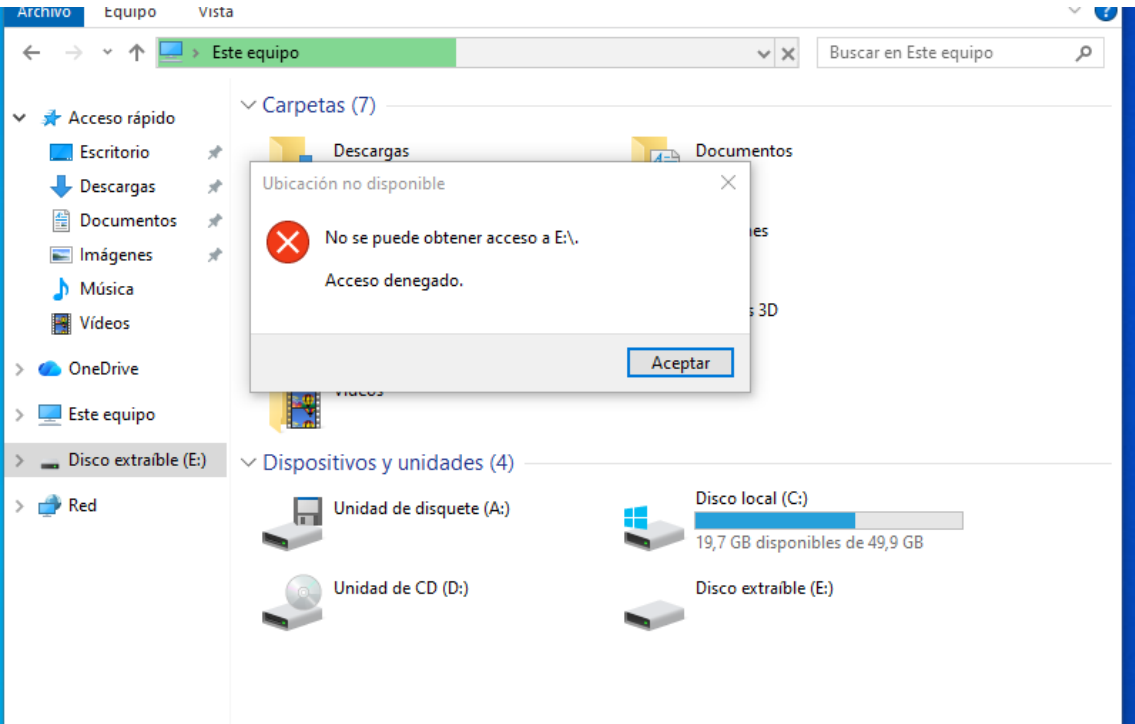 Archivo Equipo Vista
Este equipo
Buscar en Este equipo
Acceso rápido
Escritorio
Descargas
Documentos
Imágenes
Música
Vídeos
OneDrive
Este equipo
Disco extraíble (E:)
Red
Carpetas (7)
Descargas
Documentos
Ubicación no disponible
No se puede obtener acceso a E:\.
Acceso denegado.
Aceptar
nes
s 3D
Vídeos
Dispositivos y unidades (4)
Unidad de disquete (A:)
Disco local (C:)
19,7 GB disponibles de 49,9 GB
Unidad de CD (D:)
Disco extraíble (E:)